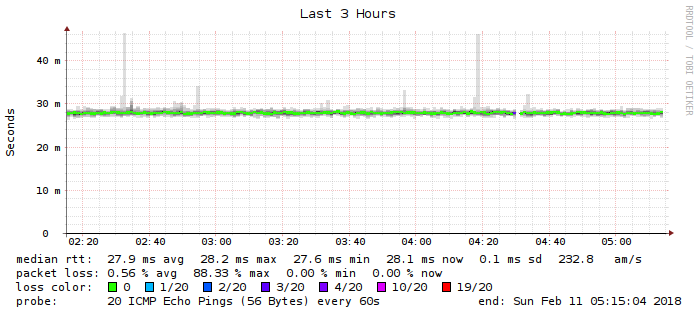 Last 3 Hours
RRDTOOL / TOBI OETIKER
Seconds
40 m
30 m
20 m
10 m
0
02:20 02:40 03:00 03:20 03:40 04:00 04:20 04:40 05:00
median rtt: 27.9 ms avg 28.2 ms max 27.6 ms min 28.1 ms now 0.1 ms sd 232.8 am/s
packet loss: 0.56 % avg 88.33 % max 0.00 % min 0.00 % now
loss color: 0 1/20 2/20 3/20 4/20 10/20 19/20
probe: 20 ICMP Echo Pings (56 Bytes) every 60s end: Sun Feb 11 05:15:04 2018